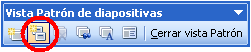 Vista Patrón de diapositivas
Cerrar vista Patrón